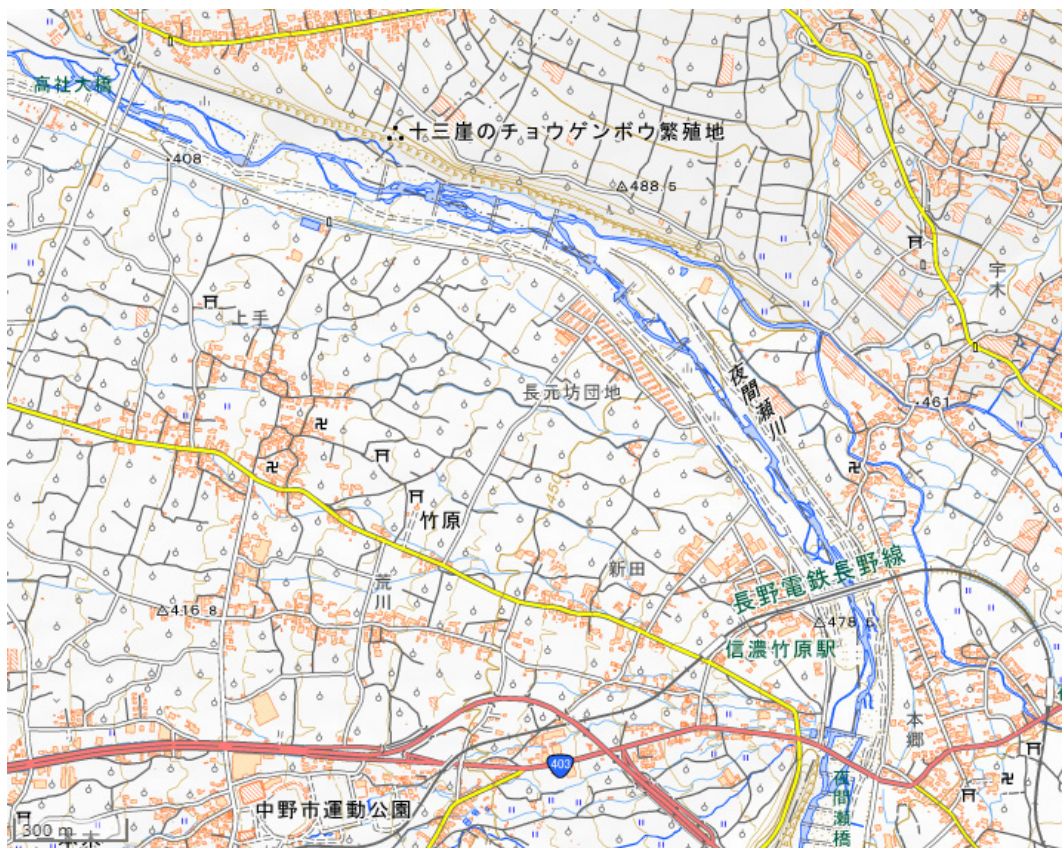 高社大橋
十三崖のチョウゲンボウ繁殖地
408
488.5
500
宇木
上手
長元坊団地
夜間瀬川
461
450
竹原
新田
荒川
長野電鉄長野線
416.8
478.5
信濃竹原駅
本郷
403
夜間瀬橋
中野市運動公園
300 m